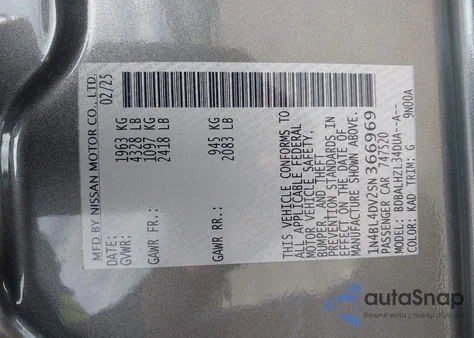 MFD BY NISSAN MOTOR CO., LTD.
DATE: 02/25
GVWR: 1963 KG
4328 LB
GAWR FR: 1097 KG
2418 LB
GAWR RR: 945 KG
2083 LB
THIS VEHICLE CONFORMS TO
ALL APPLICABLE FEDERAL
MOTOR VEHICLE SAFETY,
BUMPER, AND THEFT
PREVENTION STANDARDS IN
EFFECT ON THE DATE OF
MANUFACTURE SHOWN ABOVE.
1N4BL4DV2SN366969
PASSENGER CAR 747520
MODEL: BDBALHZL34DUA--A--
COLOR: KAD TRIM: G 9N00A
autoSnap